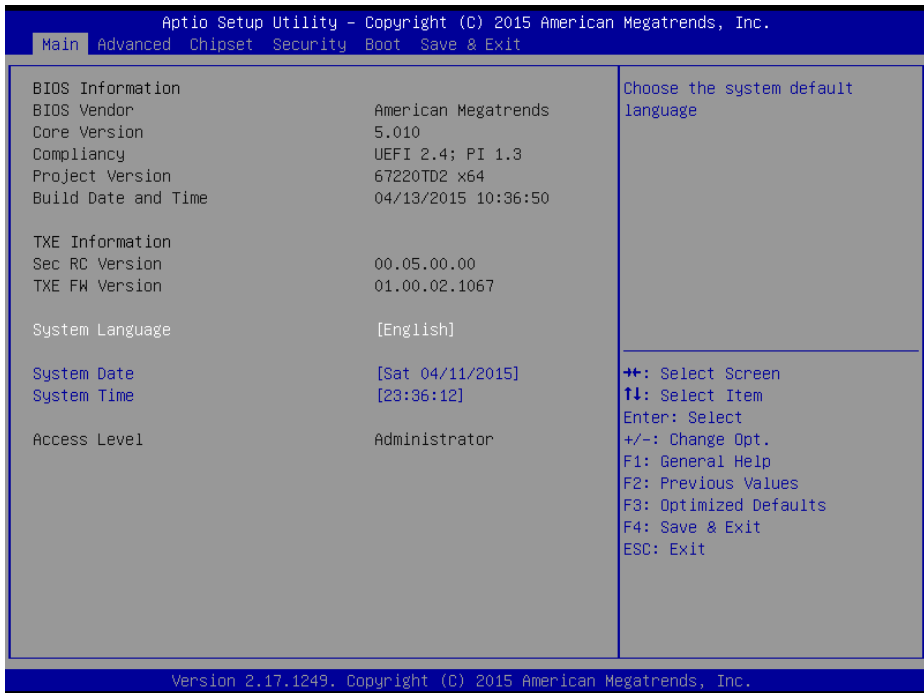 Aptio Setup Utility – Copyright (C) 2015 American Megatrends, Inc.
Main Advanced Chipset Security Boot Save & Exit
BIOS Information
BIOS Vendor American Megatrends
Core Version 5.010
Compliancy UEFI 2.4; PI 1.3
Project Version 67220TD2 x64
Build Date and Time 04/13/2015 10:36:50
TXE Information
Sec RC Version 00.05.00.00
TXE FW Version 01.00.02.1067
System Language [English]
System Date [Sat 04/11/2015]
System Time [23:36:12]
Access Level Administrator
Choose the system default
language
→←: Select Screen
↑↓: Select Item
Enter: Select
+/-: Change Opt.
F1: General Help
F2: Previous Values
F3: Optimized Defaults
F4: Save & Exit
ESC: Exit
Version 2.17.1249. Copyright (C) 2015 American Megatrends, Inc.